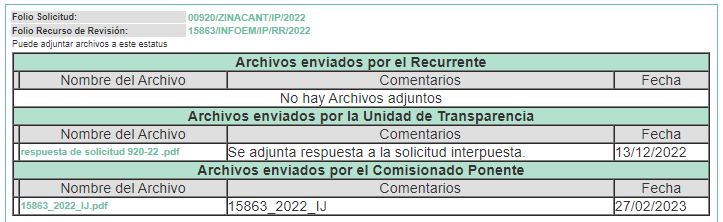 Folio Solicitud: 00920/ZINACANT/IP/2022
Folio Recurso de Revisión: 15863/INFOEM/IP/RR/2022
Puede adjuntar archivos a este estatus
Archivos enviados por el Recurrente
Nombre del Archivo Comentarios Fecha
No hay Archivos adjuntos
Archivos enviados por la Unidad de Transparencia
Nombre del Archivo Comentarios Fecha
respuesta de solicitud 920-22 .pdf Se adjunta respuesta a la solicitud interpuesta. 13/12/2022
Archivos enviados por el Comisionado Ponente
Nombre del Archivo Comentarios Fecha
15863_2022_IJ.pdf 15863_2022_IJ 27/02/2023